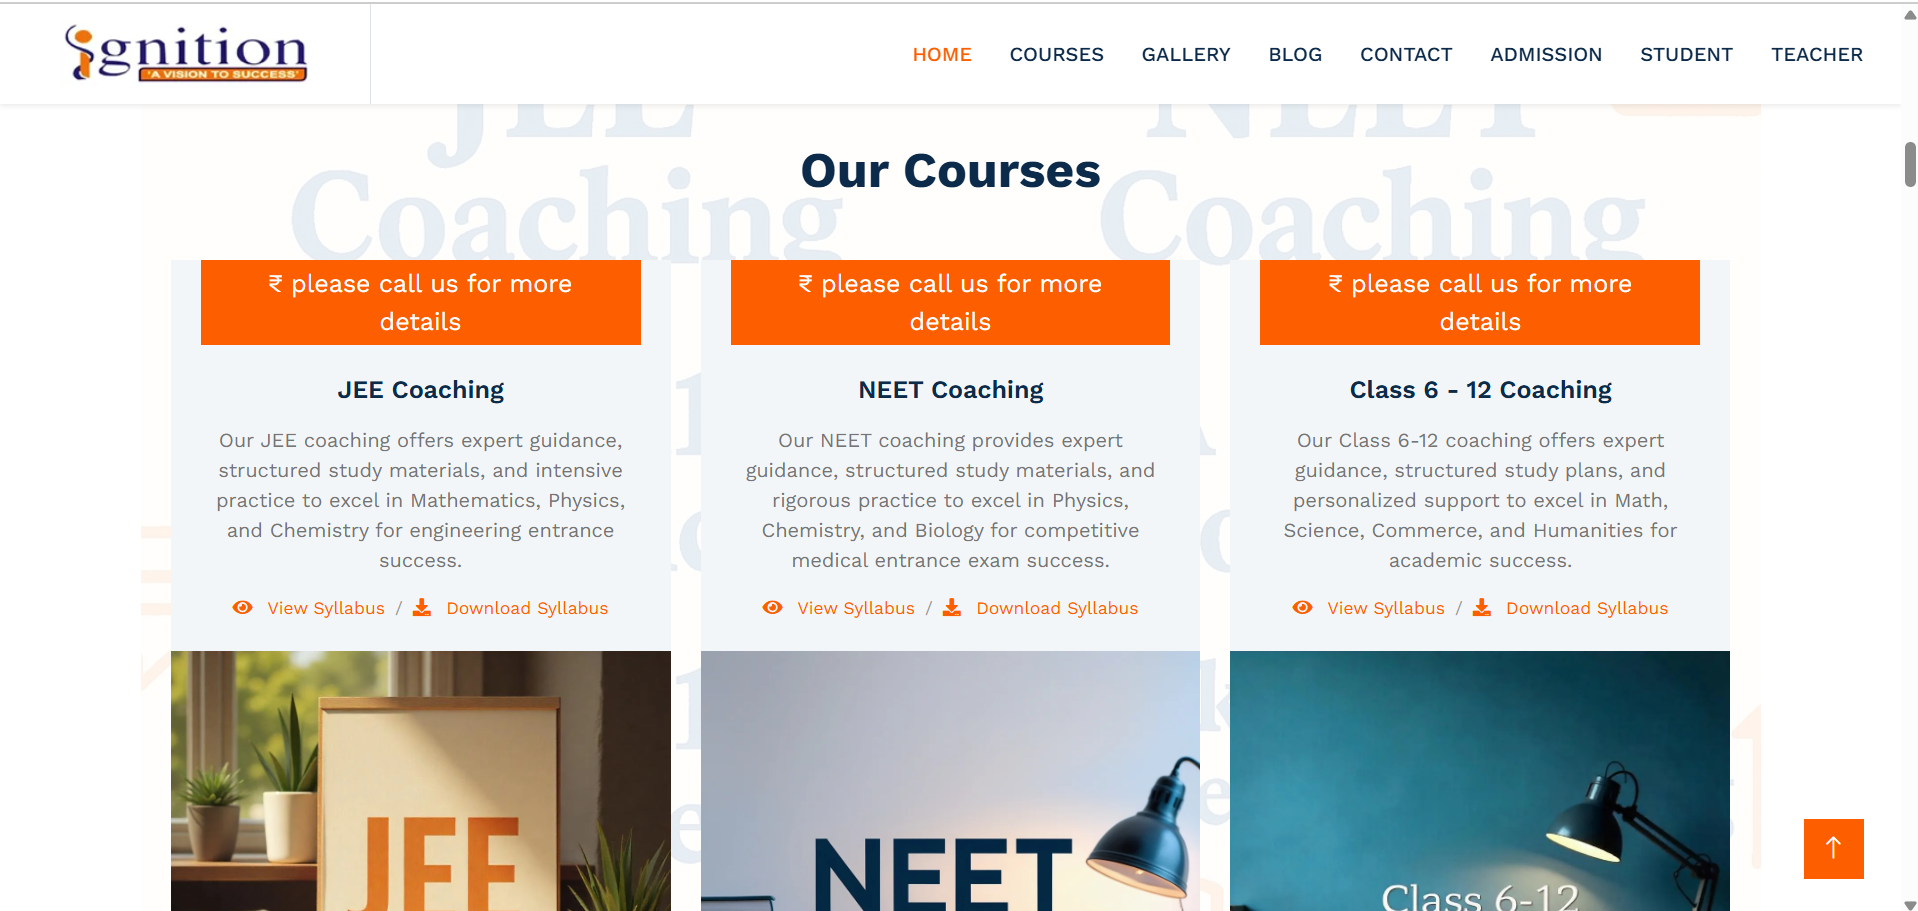 ignition
'A VISION TO SUCCESS'
HOME COURSES GALLERY BLOG CONTACT ADMISSION STUDENT TEACHER
JEE NEET
Coaching Coaching
Our Courses
₹ please call us for more
details
JEE Coaching
Our JEE coaching offers expert guidance,
structured study materials, and intensive
practice to excel in Mathematics, Physics,
and Chemistry for engineering entrance
success.
View Syllabus / Download Syllabus
JEE
₹ please call us for more
details
NEET Coaching
Our NEET coaching provides expert
guidance, structured study materials, and
rigorous practice to excel in Physics,
Chemistry, and Biology for competitive
medical entrance exam success.
View Syllabus / Download Syllabus
NEET
₹ please call us for more
details
Class 6 - 12 Coaching
Our Class 6-12 coaching offers expert
guidance, structured study plans, and
personalized support to excel in Math,
Science, Commerce, and Humanities for
academic success.
View Syllabus / Download Syllabus
Class 6-12